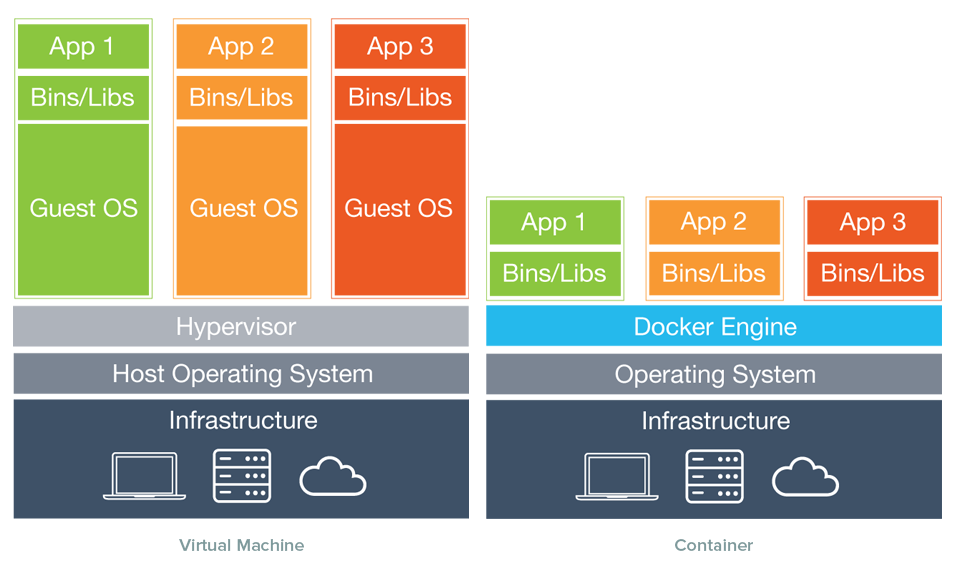 App 1
Bins/Libs
Guest OS
App 2
Bins/Libs
Guest OS
App 3
Bins/Libs
Guest OS
Hypervisor
Host Operating System
Infrastructure
Virtual Machine
App 1
Bins/Libs
App 2
Bins/Libs
App 3
Bins/Libs
Docker Engine
Operating System
Infrastructure
Container